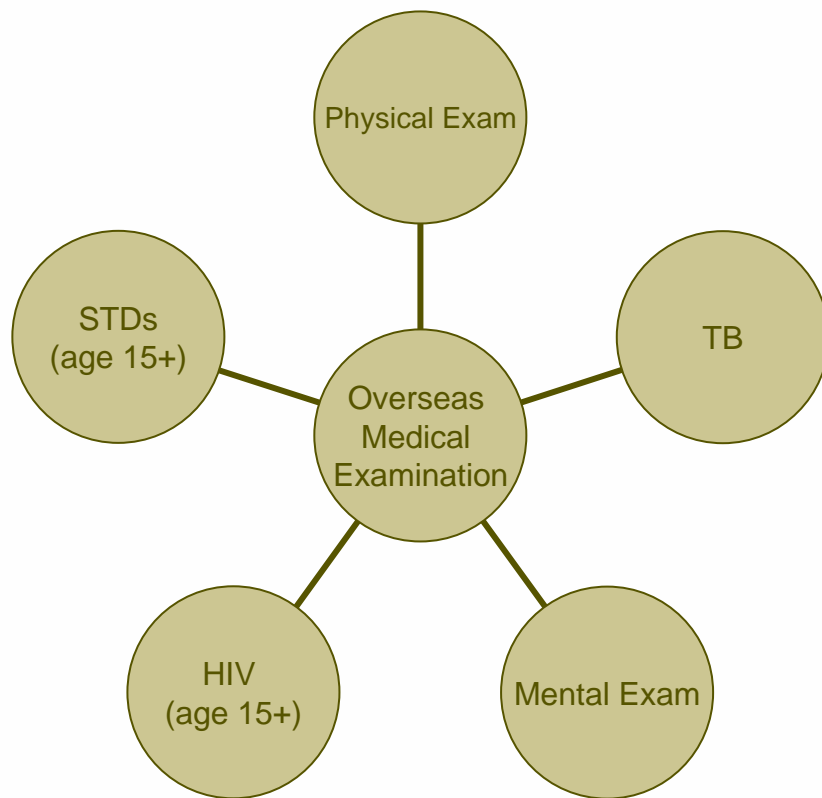 Physical Exam
STDs
(age 15+)
TB
Overseas
Medical
Examination
HIV
(age 15+)
Mental Exam